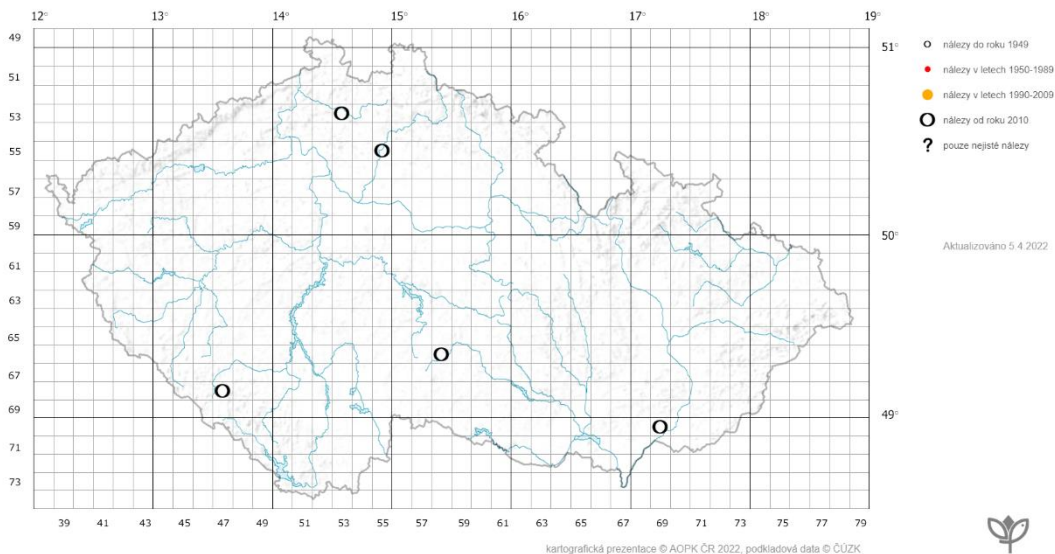 12° 13 14 15 16 17 18 19°
49
51
53
55
57
59
61
63
65
67
69
71
73
51°
50°
49°
39 41 43 45 47 49 51 53 55 57 59 61 63 65 67 69 71 73 75 77 79
nálezy do roku 1949
nálezy v letech 1950-1989
nálezy v letech 1990-2009
nálezy od roku 2010
? pouze nejisté nálezy
Aktualizováno 5.4.2022
kartografická prezentace © AOPK ČR 2022, podkladová data © ČÚZK